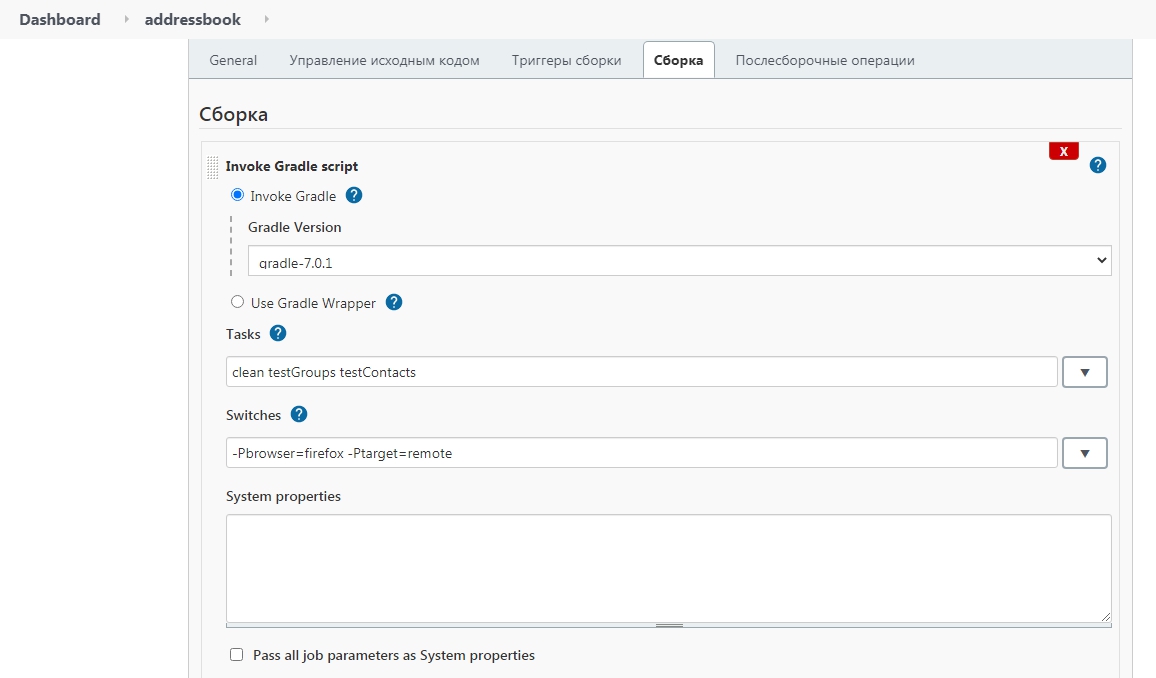 Dashboard addressbook
General Управление исходным кодом Триггеры сборки Сборка Послесборочные операции
Сборка
X
Invoke Gradle script ?
Invoke Gradle ?
Gradle Version
gradle-7.0.1
Use Gradle Wrapper ?
Tasks ?
clean testGroups testContacts
Switches ?
-Pbrowser=firefox -Ptarget=remote
System properties
Pass all job parameters as System properties